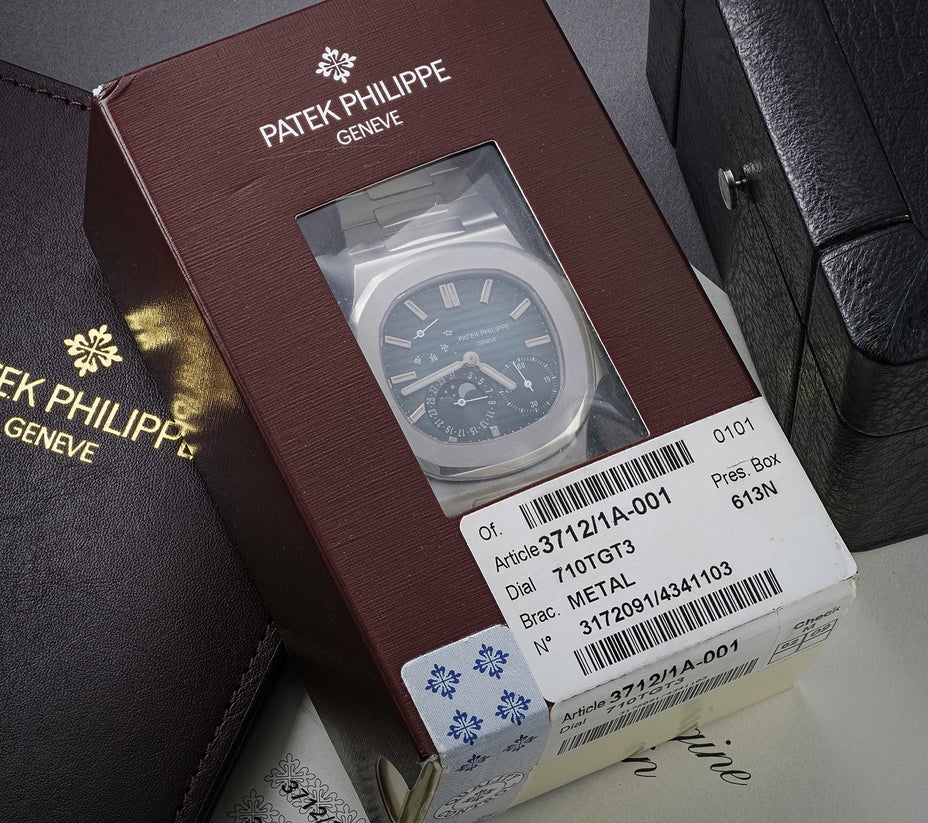 PATEK PHILIPPE
GENEVE
PATEK PHILIPPE
GENEVE
PHILIPPE
GENEVE
0101
Of.
Pres. Box
613N
Article 3712/1A-001
Dial 710TGT3
Brac. METAL
N° 3172091/4341103
Check
M
Article 3712/1A-001
Dial 710TGT3
3712/